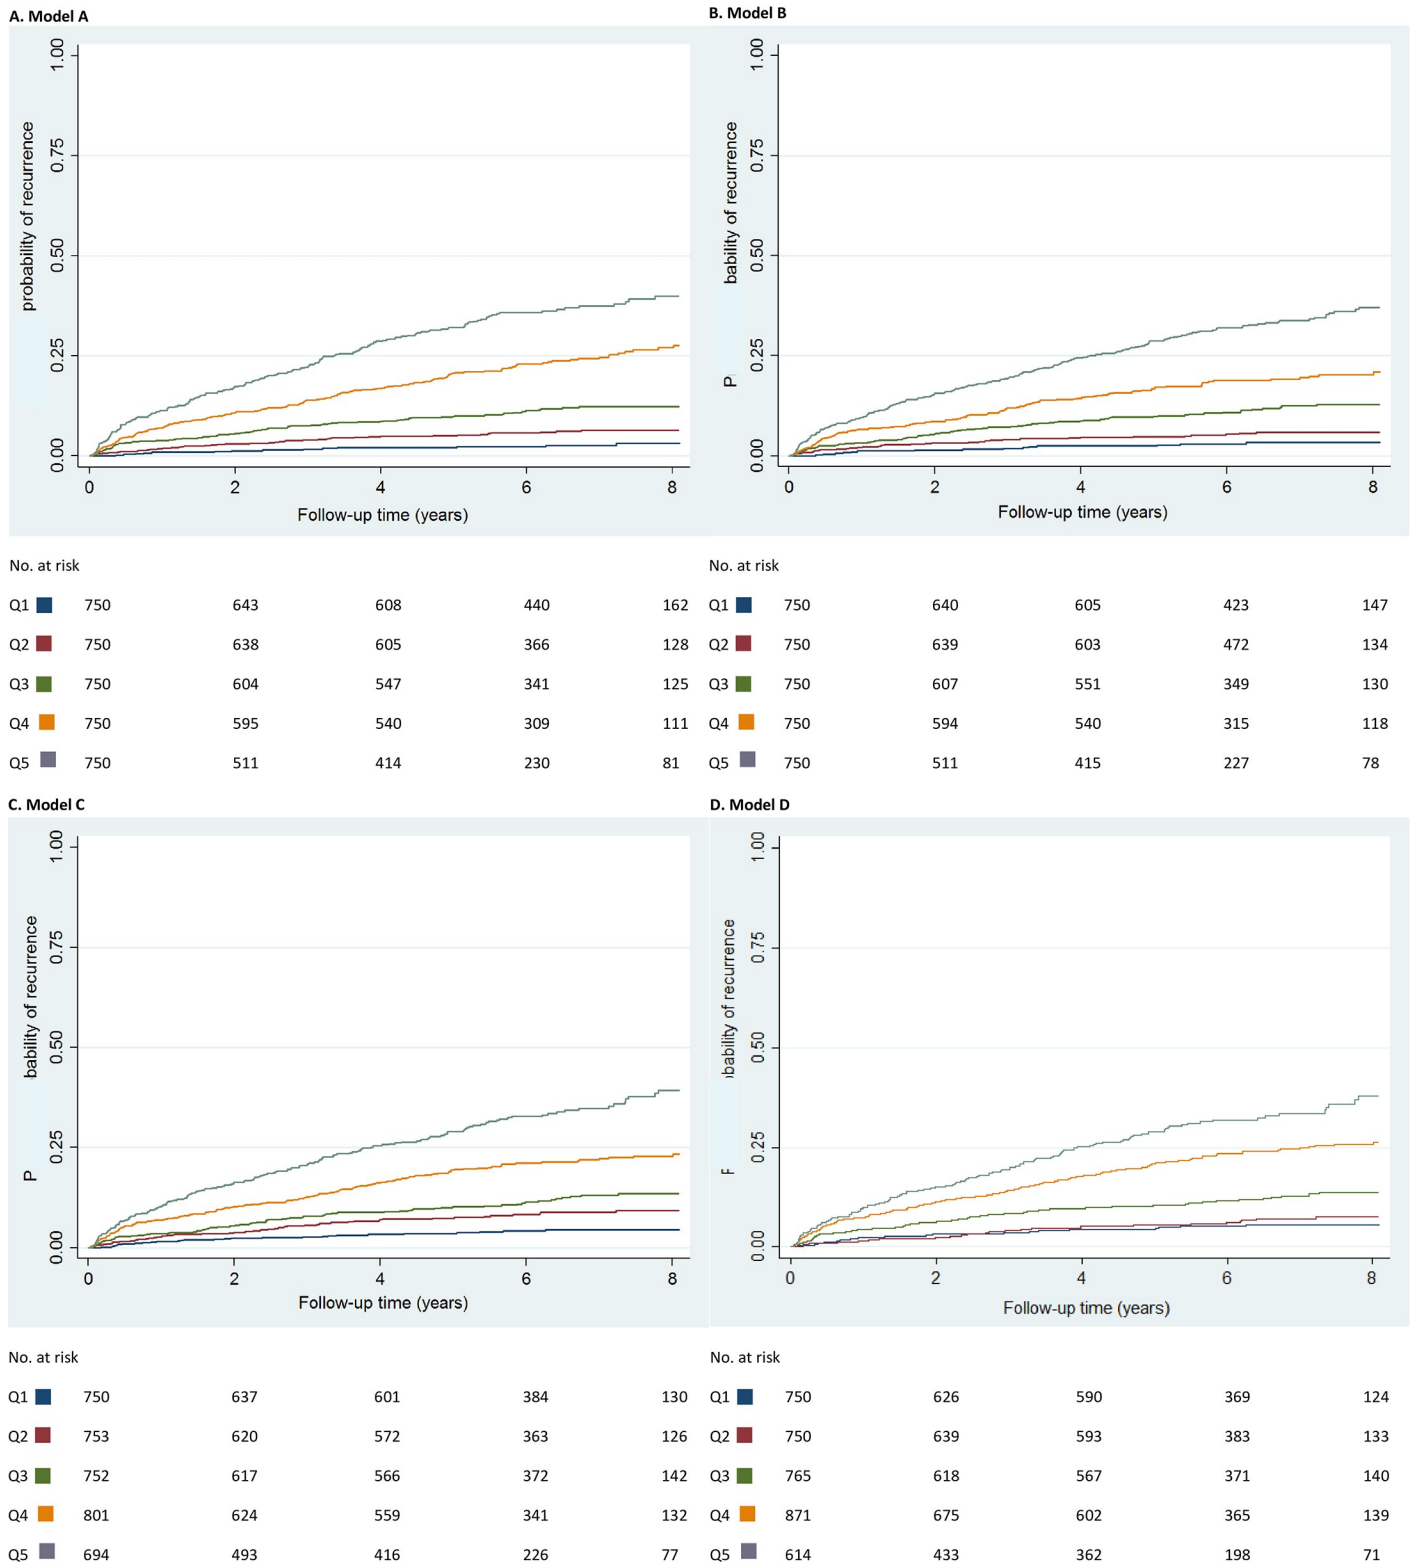 A. Model A
1.00
0.75
0.50
0.25
0.00
probability of recurrence
0 2 4 6 8
Follow-up time (years)
No. at risk
Q1 750 643 608 440 162
Q2 750 638 605 366 128
Q3 750 604 547 341 125
Q4 750 595 540 309 111
Q5 750 511 414 230 81
B. Model B
1.00
0.75
0.50
0.25
0.00
P bability of recurrence
0 2 4 6 8
Follow-up time (years)
No. at risk
Q1 750 640 605 423 147
Q2 750 639 603 472 134
Q3 750 607 551 349 130
Q4 750 594 540 315 118
Q5 750 511 415 227 78
C. Model C
1.00
0.75
0.50
0.25
0.00
P bability of recurrence
0 2 4 6 8
Follow-up time (years)
No. at risk
Q1 750 637 601 384 130
Q2 753 620 572 363 126
Q3 752 617 566 372 142
Q4 801 624 559 341 132
Q5 694 493 416 226 77
D. Model D
1.00
0.75
0.50
0.25
0.00
bability of recurrence
0 2 4 6 8
Follow-up time (years)
No. at risk
Q1 750 626 590 369 124
Q2 750 639 593 383 133
Q3 765 618 567 371 140
Q4 871 675 602 365 139
Q5 614 433 362 198 71